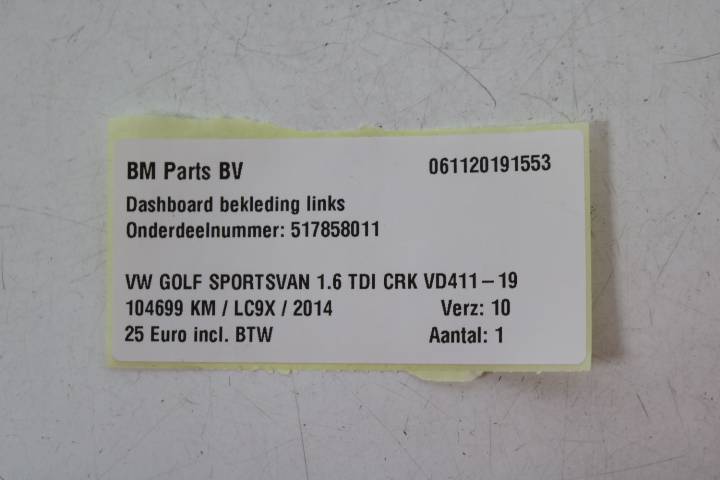 BM Parts BV 061120191553
Dashboard bekleding links
Onderdeelnummer: 517858011
VW GOLF SPORTSVAN 1.6 TDI CRK VD411-19
104699 KM / LC9X / 2014 Verz: 10
25 Euro incl. BTW Aantal: 1